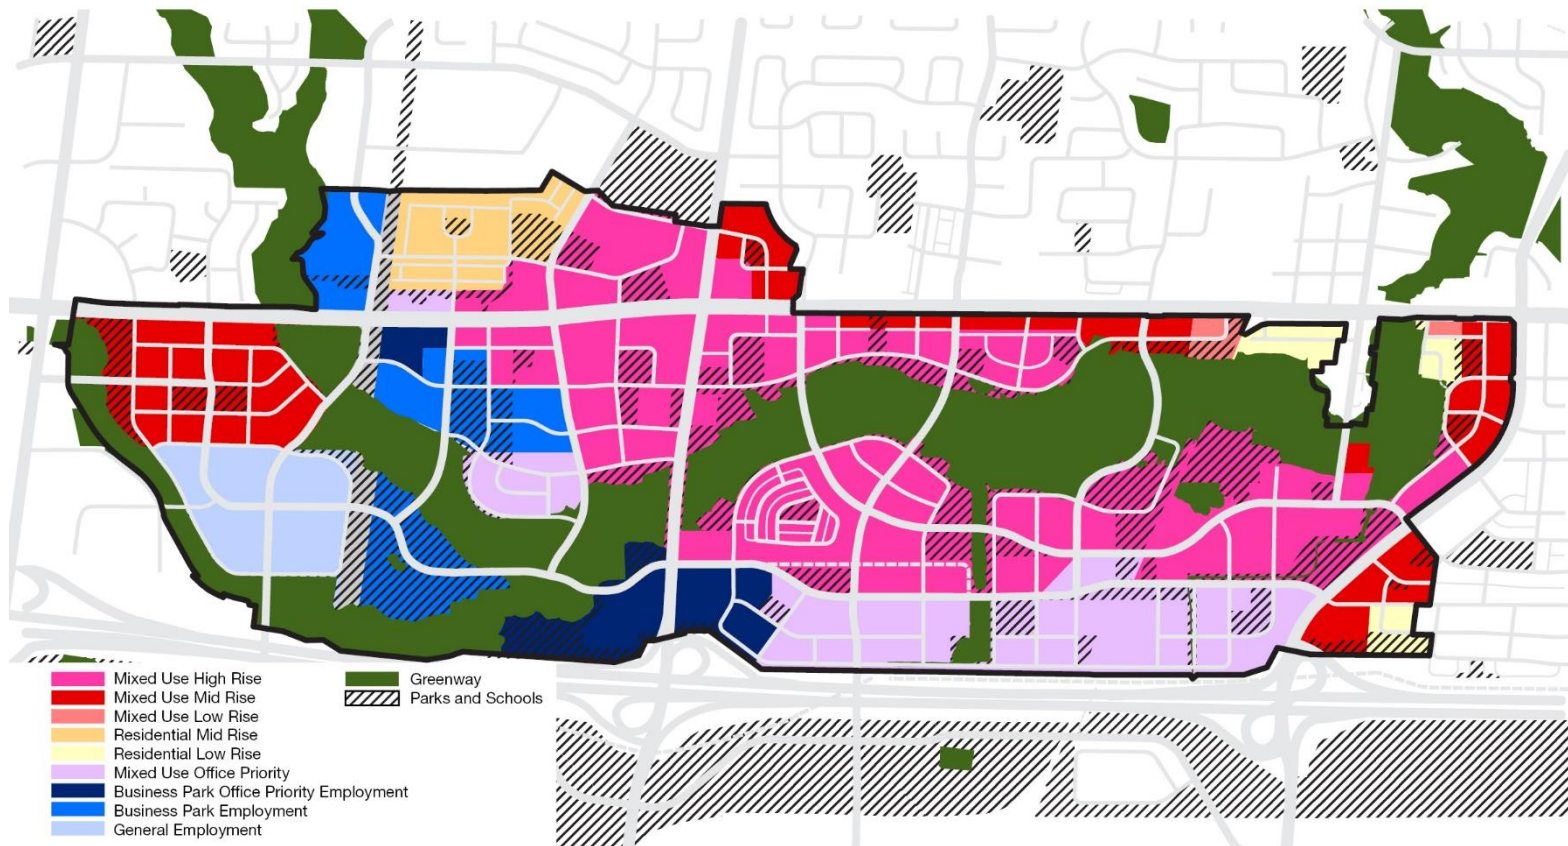 Mixed Use High Rise
Mixed Use Mid Rise
Mixed Use Low Rise
Residential Mid Rise
Residential Low Rise
Mixed Use Office Priority
Business Park Office Priority Employment
Business Park Employment
General Employment
Greenway
Parks and Schools